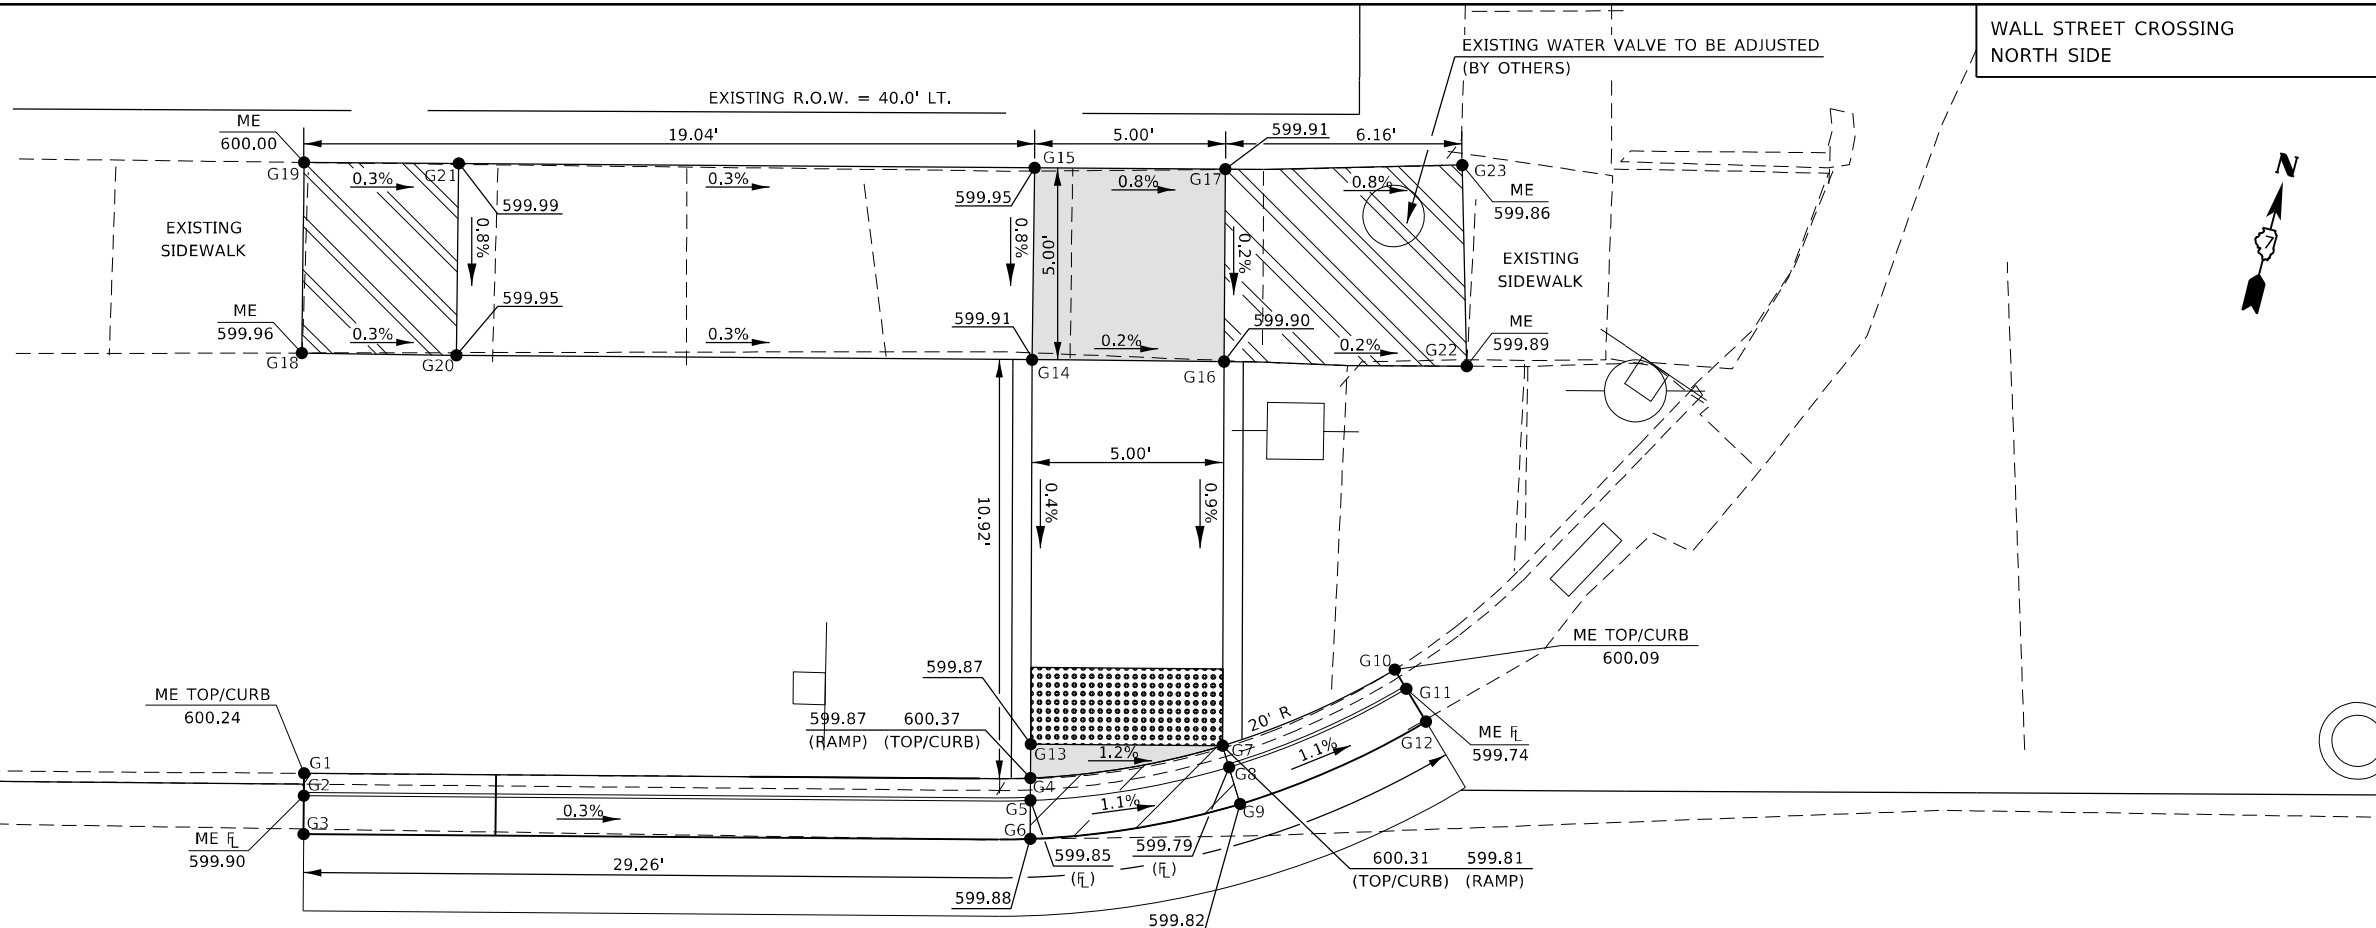 WALL STREET CROSSING
NORTH SIDE
EXISTING WATER VALVE TO BE ADJUSTED
(BY OTHERS)
EXISTING R.O.W. = 40.0' LT.
ME
600.00
19.04'
5.00'
599.91
6.16'
N
G15
G19
0.3%
G21
0.3%
0.8%
G17
0.8%
G23
599.99
599.95
ME
599.86
EXISTING
SIDEWALK
0.8%
0.8%
5.00'
0.2%
EXISTING
SIDEWALK
7
599.95
ME
599.96
0.3%
0.3%
599.91
0.2%
599.90
0.2%
G22
ME
599.89
G18
G20
G14
G16
5.00'
10.92'
0.4%
0.9%
599.87
ME TOP/CURB
600.09
G10
G11
ME TOP/CURB
600.24
599.87
(RAMP)
600.37
(TOP/CURB)
20' R
G13
1.2%
G7
1.1%
G12
ME FL
599.74
G1
G2
G4
G8
G5
1.1%
G9
G3
0.3%
G6
ME FL
599.90
29.26'
599.85
(FL)
599.79
(FL)
600.31
(TOP/CURB)
599.81
(RAMP)
599.88
599.82